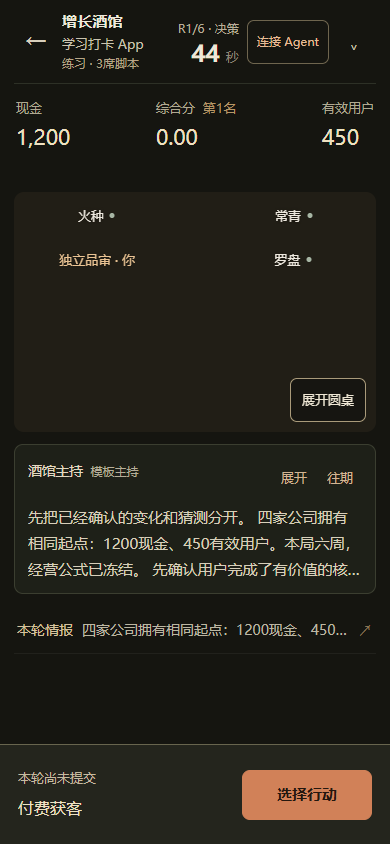 ←
增长酒馆
学习打卡 App
练习 · 3席脚本
R1/6 · 决策
44 秒
连接 Agent
现金
1,200
综合分 第1名
0.00
有效用户
450
火种
常青
独立品审 · 你
罗盘
展开圆桌
酒馆主持 模板主持
展开 往期
先把已经确认的变化和猜测分开。 四家公司拥有
相同起点：1200现金、450有效用户。本局六周，
经营公式已冻结。 先确认用户完成了有价值的核...
本轮情报 四家公司拥有相同起点：1200现金、450... ↗
本轮尚未提交
付费获客
选择行动